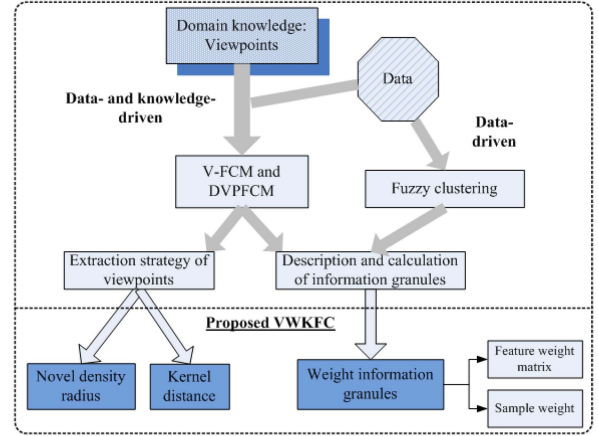 Domain knowledge:
Viewpoints
Data
Data- and knowledge-
driven
Data-
driven
V-FCM and
DVPFCM
Fuzzy clustering
Extraction strategy of
viewpoints
Description and calculation
of information granules
Proposed VWKFC
Novel density
radius
Kernel
distance
Weight information
granules
Feature weight
matrix
Sample weight